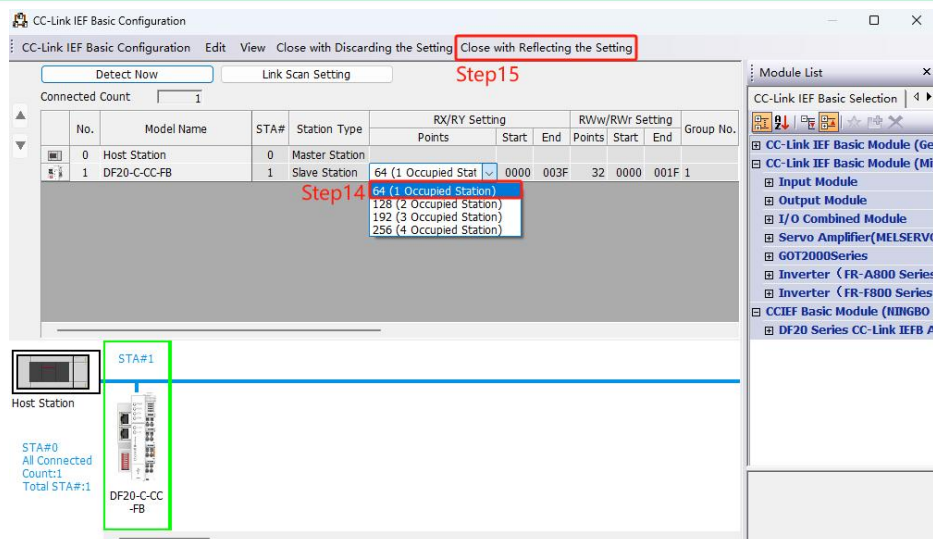 CC-Link IEF Basic Configuration
CC-Link IEF Basic Configuration Edit View Close with Discarding the Setting Close with Reflecting the Setting
Step15
Detect Now Link Scan Setting
Connected Count 1
No. Model Name STA# Station Type RX/RY Setting RWw/RWr Setting Group No.
Points Start End Points Start End
0 Host Station 0 Master Station
1 DF20-C-CC-FB 1 Slave Station 64 (1 Occupied Stat 0000 003F 32 0000 001F 1
Step14
64 (1 Occupied Station)
128 (2 Occupied Station)
192 (3 Occupied Station)
256 (4 Occupied Station)
Module List
CC-Link IEF Basic Selection
CC-Link IEF Basic Module (Ge
CC-Link IEF Basic Module (Mi
Input Module
Output Module
I/O Combined Module
Servo Amplifier(MELSERVO
GOT2000Series
Inverter (FR-A800 Series
Inverter (FR-F800 Series
CCIEF Basic Module (NINGBO
DF20 Series CC-Link IEFB A
STA#1
Host Station
STA#0
All Connected
Count:1
Total STA#:1
DF20-C-CC
-FB